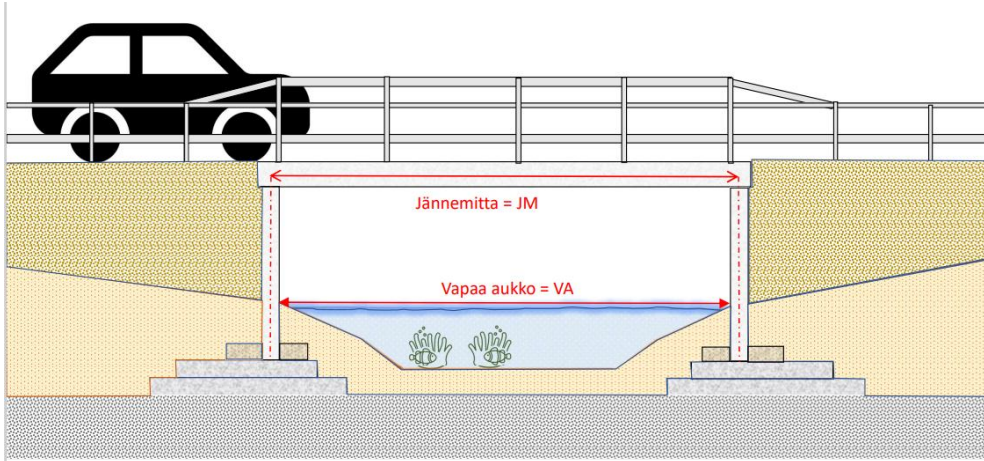 Jännemitta = JM
Vapaa aukko = VA